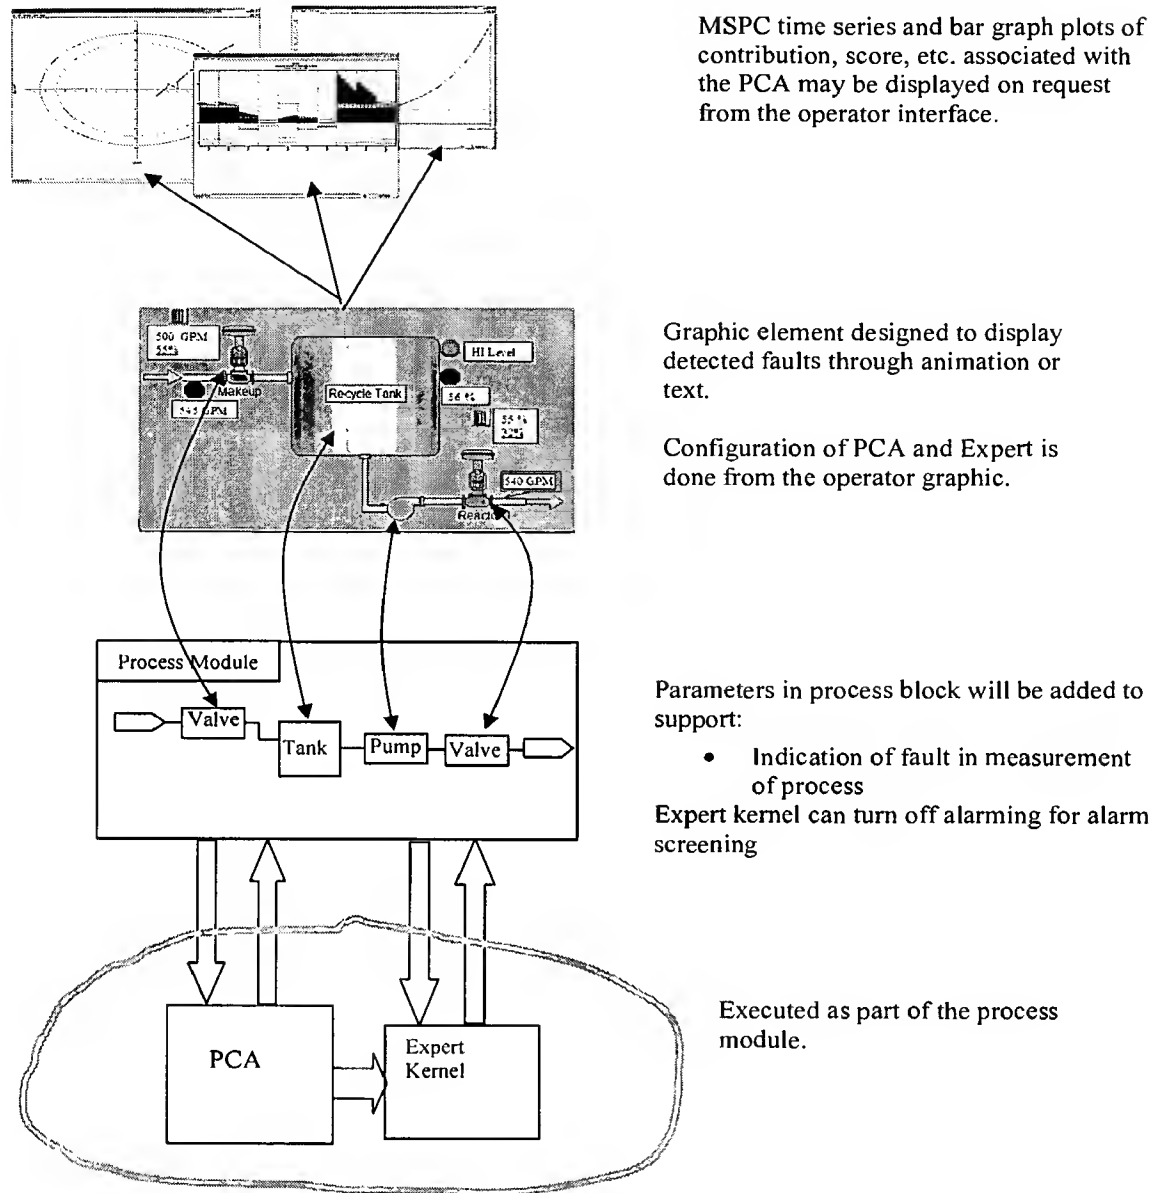 MSPC time series and bar graph plots of
contribution, score, etc. associated with
the PCA may be displayed on request
from the operator interface.
500 GPM
55%
Makeup
545 GPM
Recycle Tank
HI Level
56 %
55 %
540 GPM
Graphic element designed to display
detected faults through animation or
text.
Configuration of PCA and Expert is
done from the operator graphic.
Process Module
Valve
Tank
Pump
Valve
Parameters in process block will be added to
support:
• Indication of fault in measurement
of process
Expert kernel can turn off alarming for alarm
screening
PCA
Expert
Kernel
Executed as part of the process
module.